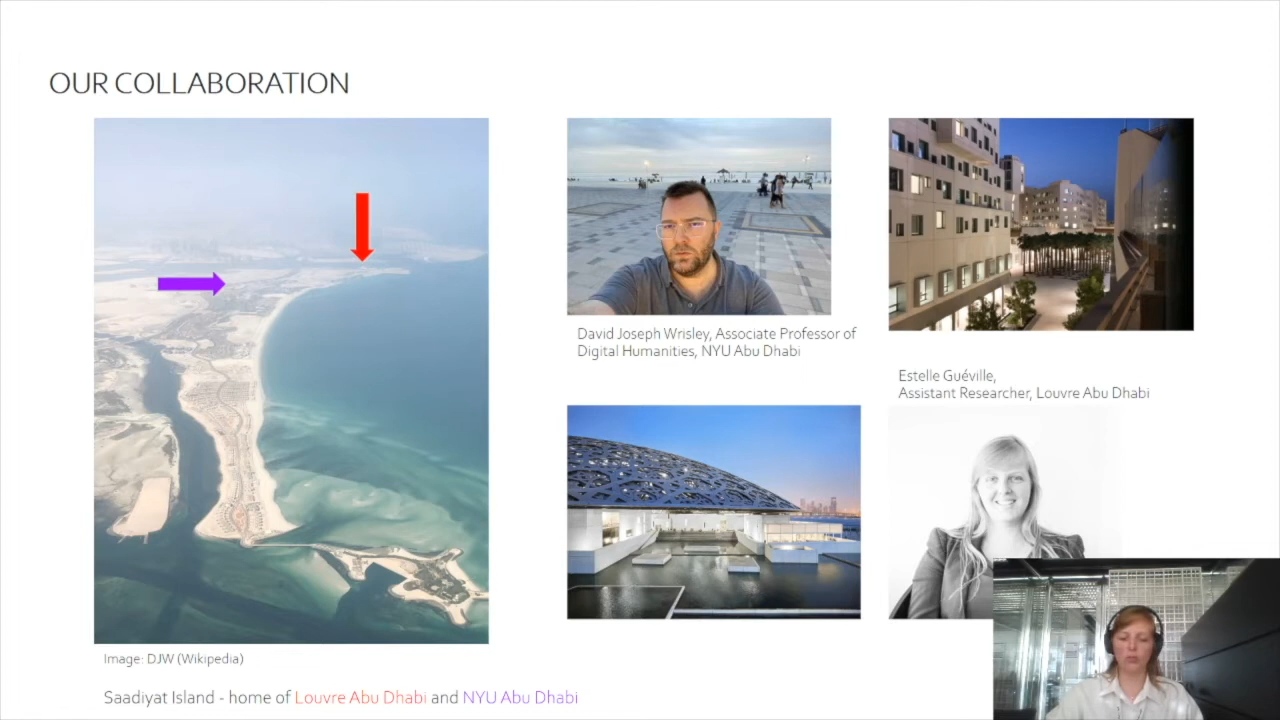 OUR COLLABORATION
David Joseph Wrisley, Associate Professor of
Digital Humanities, NYU Abu Dhabi
Estelle Guéville,
Assistant Researcher, Louvre Abu Dhabi
Image: DJW (Wikipedia)
Saadiyat Island - home of Louvre Abu Dhabi and NYU Abu Dhabi